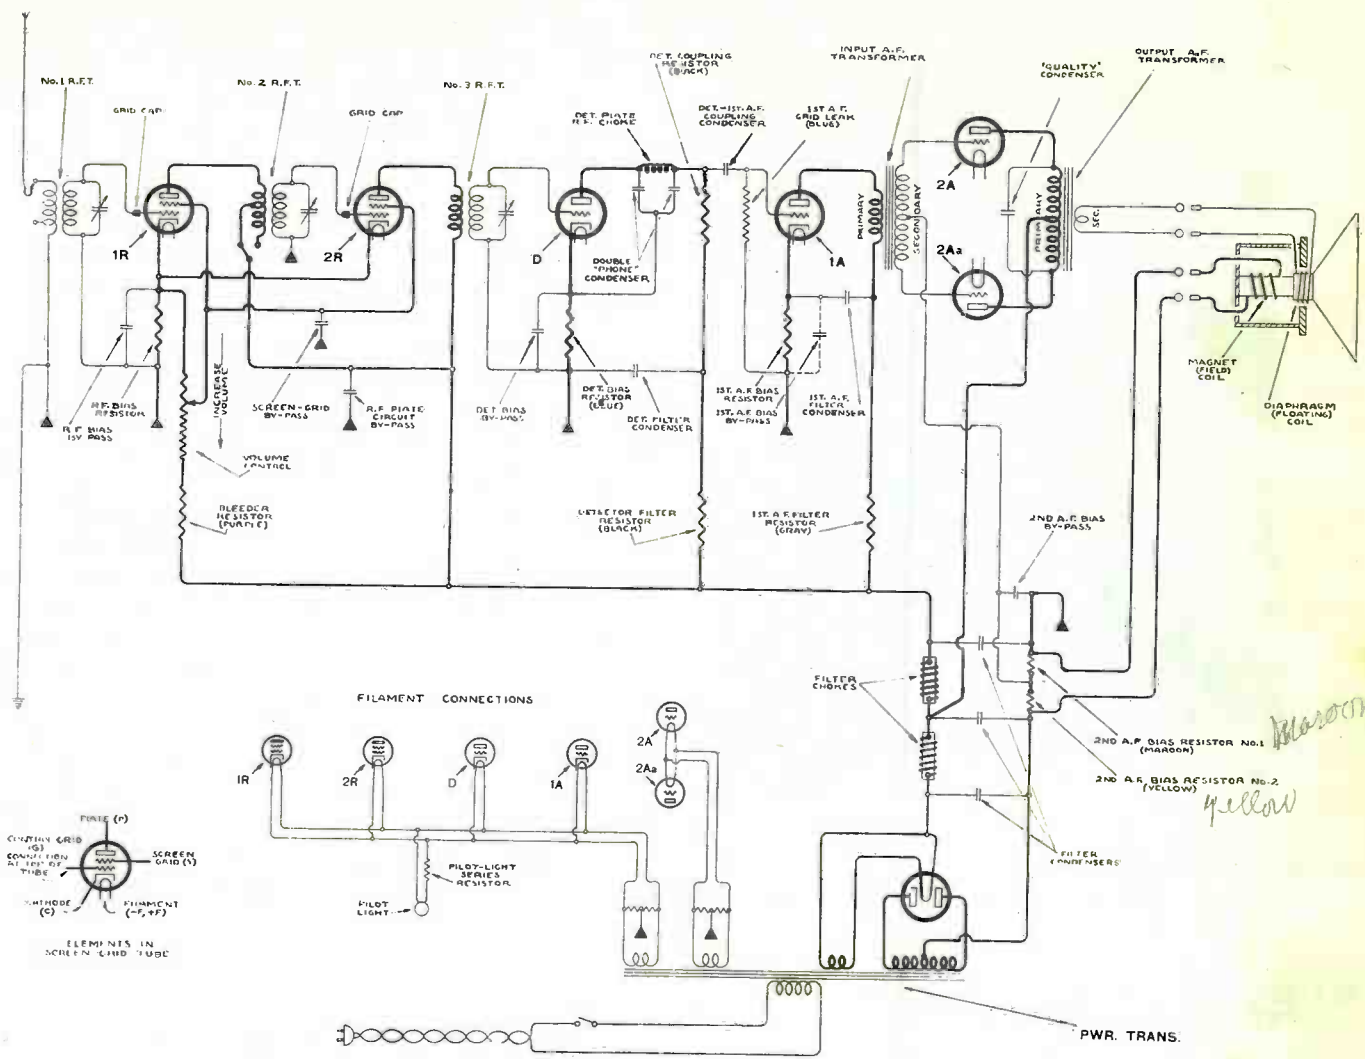 No. 1 R.F.T.
GRID CAP
No. 2 R.F.T.
GRID CAP
No. 3 R.F.T.
DET. PLATE
R.F. CHOKE
DET. COUPLING
RESISTOR
(BLACK)
DET.-1ST. A.F.
COUPLING
CONDENSER
1ST A.F.
GRID LEAK
(BLUE)
INPUT A.F.
TRANSFORMER
"QUALITY"
CONDENSER
OUTPUT A.F.
TRANSFORMER
1R
2R
D
1A
2A
2Aa
PRIMARY
SECONDARY
PRIMARY
SEC.
DOUBLE
"PHONE"
CONDENSER
R.F. BIAS
BY PASS
R.F. BIAS
RESISTOR
INCREASE
VOLUME
SCREEN-GRID
BY-PASS
R.F. PLATE
CIRCUIT
BY-PASS
DET. BIAS
BY-PASS
DET. BIAS
RESISTOR
(BLUE)
DET. FILTER
CONDENSER
1ST. A.F. BIAS
RESISTOR
1ST. A.F. BIAS
BY-PASS
1ST. A.F.
FILTER
CONDENSER
MAGNET
(FIELD)
COIL
DIAPHRAGM
(FLOATING)
COIL
VOLUME
CONTROL
BLEEDER
RESISTOR
(PURPLE)
DETECTOR FILTER
RESISTOR
(BLACK)
1ST. A.F. FILTER
RESISTOR
(GRAY)
2ND A.F. BIAS
BY-PASS
FILTER
CHOKES
2ND A.F. BIAS RESISTOR No. 1
(MAROON)
Maroon
2ND A.F. BIAS RESISTOR No. 2
(YELLOW)
Yellow
FILTER
CONDENSERS
FILAMENT CONNECTIONS
1R
2R
D
1A
2A
2Aa
PILOT-LIGHT
SERIES
RESISTOR
PILOT
LIGHT
PLATE (P)
CONTROL GRID
(G)
CONNECTION
AT TOP OF
TUBE
SCREEN
GRID (S)
CATHODE
(C)
FILAMENT
(-F, +F)
ELEMENTS IN
SCREEN-GRID TUBE
PWR. TRANS.